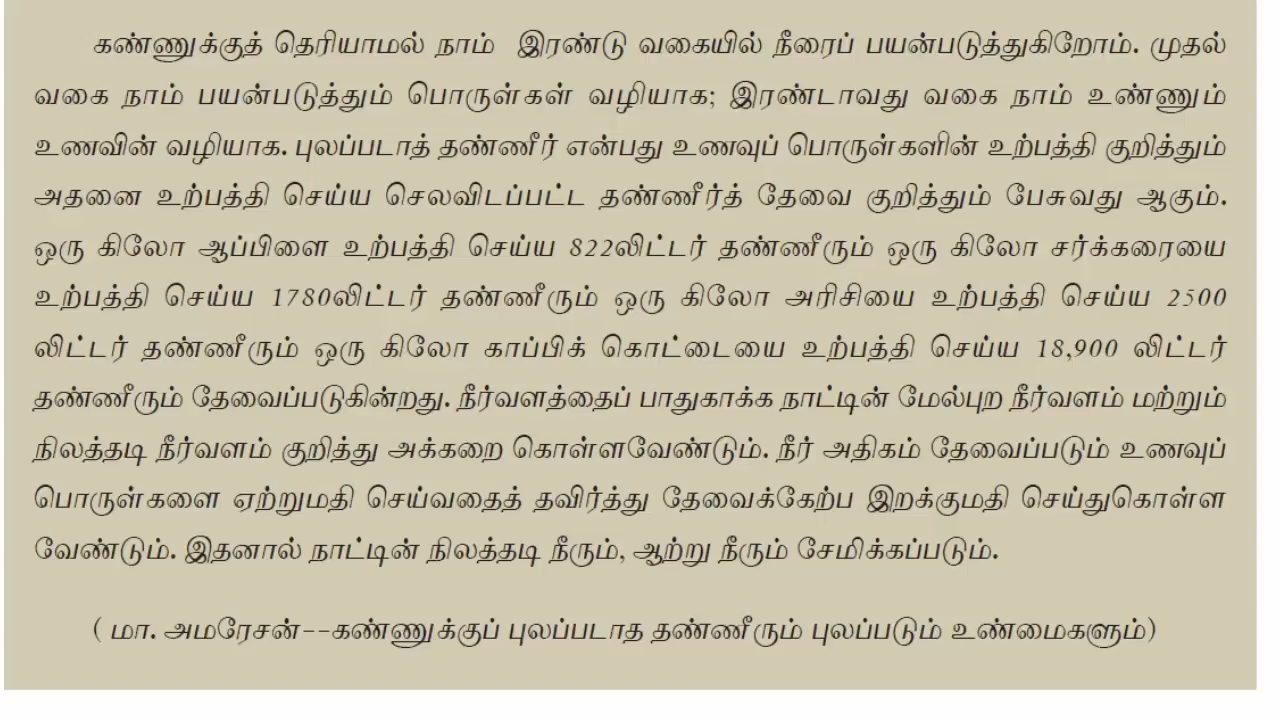 கண்ணுக்குத் தெரியாமல் நாம் இரண்டு வகையில் நீரைப் பயன்படுத்துகிறோம். முதல்
வகை நாம் பயன்படுத்தும் பொருள்கள் வழியாக; இரண்டாவது வகை நாம் உண்ணும்
உணவின் வழியாக. புலப்படாத் தண்ணீர் என்பது உணவுப் பொருள்களின் உற்பத்தி குறித்தும்
அதனை உற்பத்தி செய்ய செலவிடப்பட்ட தண்ணீர்த் தேவை குறித்தும் பேசுவது ஆகும்.
ஒரு கிலோ ஆப்பிளை உற்பத்தி செய்ய 822லிட்டர் தண்ணீரும் ஒரு கிலோ சர்க்கரையை
உற்பத்தி செய்ய 1780லிட்டர் தண்ணீரும் ஒரு கிலோ அரிசியை உற்பத்தி செய்ய 2500
லிட்டர் தண்ணீரும் ஒரு கிலோ காப்பிக் கொட்டையை உற்பத்தி செய்ய 18,900 லிட்டர்
தண்ணீரும் தேவைப்படுகின்றது. நீர்வளத்தைப் பாதுகாக்க நாட்டின் மேல்புற நீர்வளம் மற்றும்
நிலத்தடி நீர்வளம் குறித்து அக்கறை கொள்ளவேண்டும். நீர் அதிகம் தேவைப்படும் உணவுப்
பொருள்களை ஏற்றுமதி செய்வதைத் தவிர்த்து தேவைக்கேற்ப இறக்குமதி செய்துகொள்ள
வேண்டும். இதனால் நாட்டின் நிலத்தடி நீரும், ஆற்று நீரும் சேமிக்கப்படும்.
( மா. அமரேசன்--கண்ணுக்குப் புலப்படாத தண்ணீரும் புலப்படும் உண்மைகளும்)